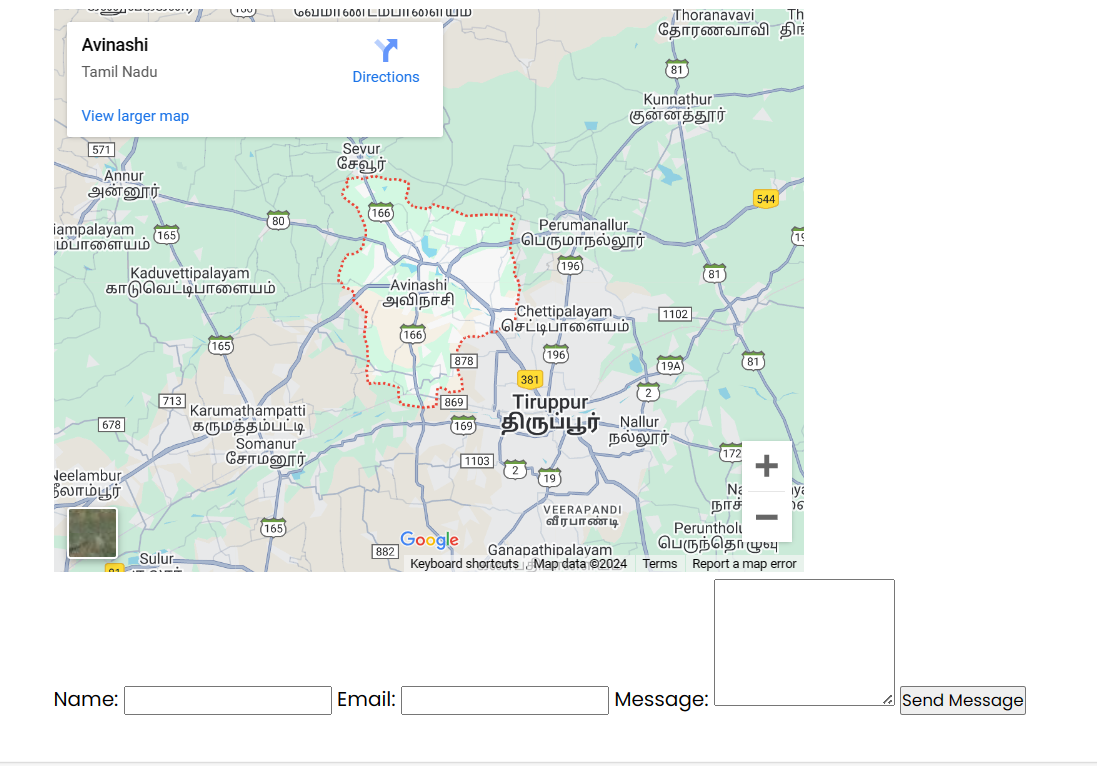 வேமாண்டம்பாளையம்
Thoranavavi
தோரணவாவி
Avinashi
Tamil Nadu
Directions
View larger map
81
Kunnathur
குன்னத்தூர்
571
Sevur
சேவூர்
Annur
அன்னூர்
166
80
544
165
Perumanallur
பெருமாநல்லூர்
iampalayam
ம்பாளையம்
196
81
Kaduvettipalayam
காடுவெட்டிபாளையம்
Avinashi
அவிநாசி
Chettipalayam
செட்டிபாளையம்
1102
166
165
196
878
19A
81
381
2
713
869
Karumathampatti
கருமத்தம்பட்டி
Tiruppur
திருப்பூர்
678
169
Nallur
நல்லூர்
Somanur
சோமனூர்
172
1103
2
19
Neelambur
நீலாம்பூர்
VEERAPANDI
வீரபாண்டி
165
Google
882
Ganapathipalayam
Sulur
Keyboard shortcuts
Map data ©2024
Terms
Report a map error
Name:
Email:
Message:
Send Message